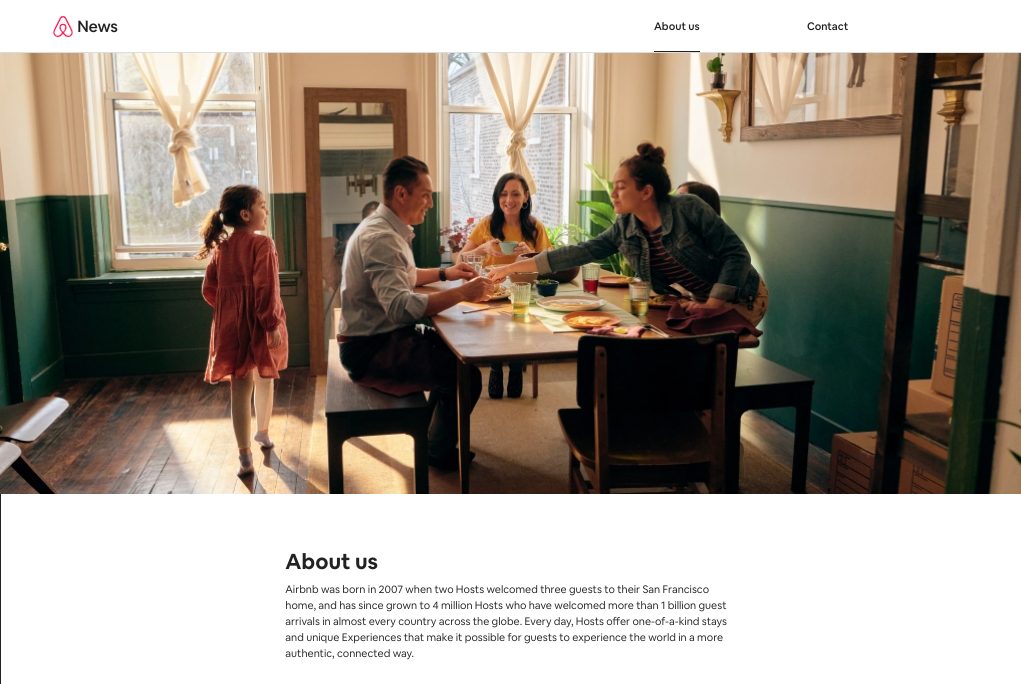 News
About us
Contact
About us
Airbnb was born in 2007 when two Hosts welcomed three guests to their San Francisco
home, and has since grown to 4 million Hosts who have welcomed more than 1 billion guest
arrivals in almost every country across the globe. Every day, Hosts offer one-of-a-kind stays
and unique Experiences that make it possible for guests to experience the world in a more
authentic, connected way.